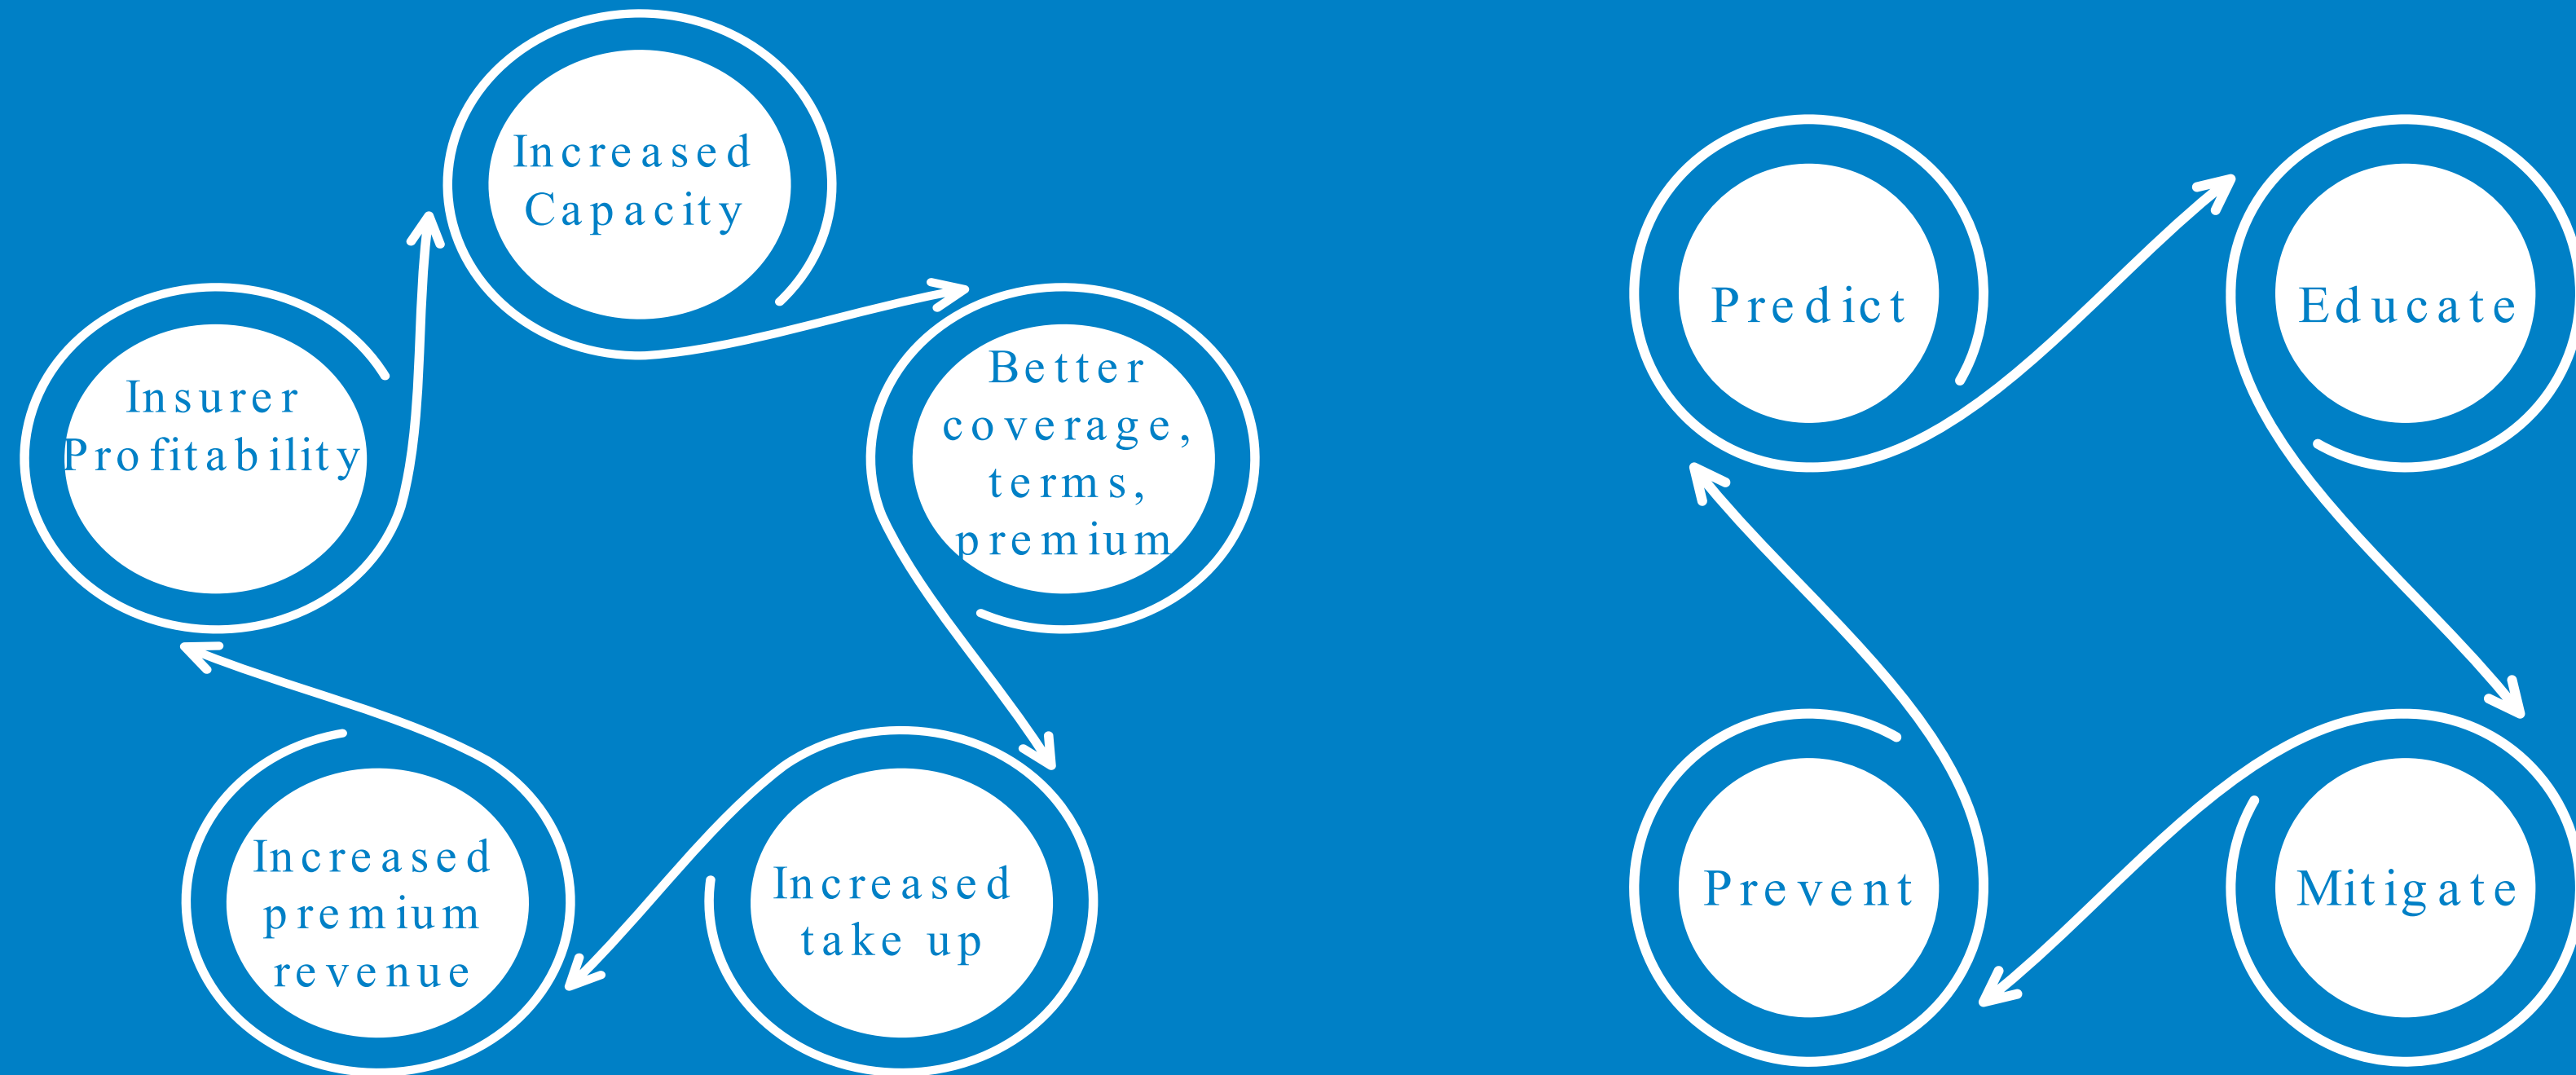 Increased
Capacity
Better
coverage,
terms,
premium
Increased
take up
Increased
premium
revenue
Insurer
Profitability
Predict
Educate
Mitigate
Prevent